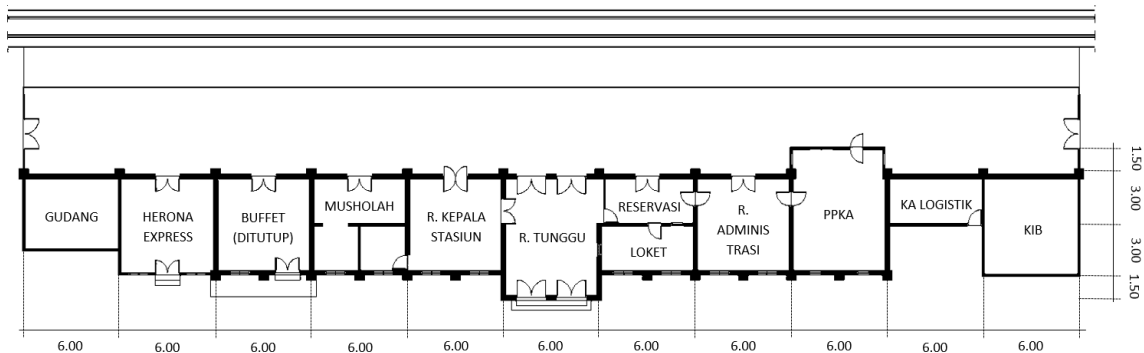 GUDANG
HERONA
EXPRESS
BUFFET
(DITUTUP)
MUSHOLAH
R. KEPALA
STASIUN
R. TUNGGU
RESERVASI
LOKET
R.
ADMINIS
TRASI
PPKA
KA LOGISTIK
KIB
1.50
3.00
3.00
1.50
6.00 6.00 6.00 6.00 6.00 6.00 6.00 6.00 6.00 6.00 6.00